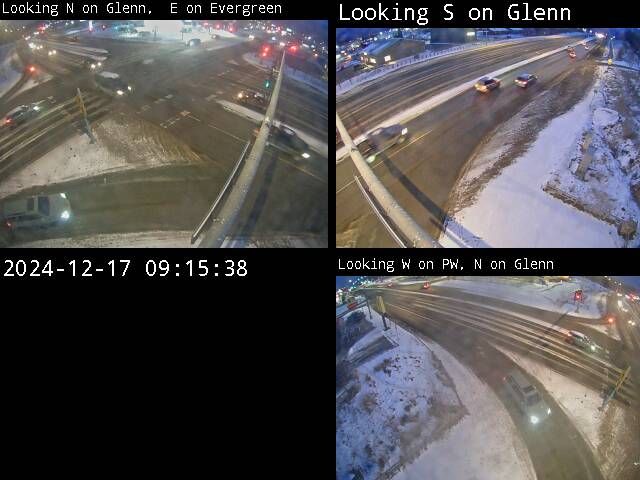 Looking N on Glenn, E on Evergreen
Looking S on Glenn
2024-12-17 09:15:38
Looking W on PW, N on Glenn